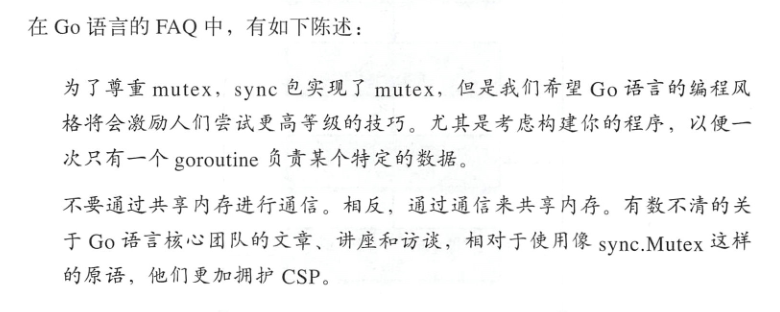 在 Go 语言的 FAQ 中，有如下陈述：
为了尊重 mutex，sync 包实现了 mutex，但是我们希望 Go 语言的编程风
格将会激励人们尝试更高等级的技巧。尤其是考虑构建你的程序，以便一
次只有一个 goroutine 负责某个特定的数据。
不要通过共享内存进行通信。相反，通过通信来共享内存。有数不清的关
于 Go 语言核心团队的文章、讲座和访谈，相对于使用像 sync.Mutex 这样
的原语，他们更加拥护 CSP。